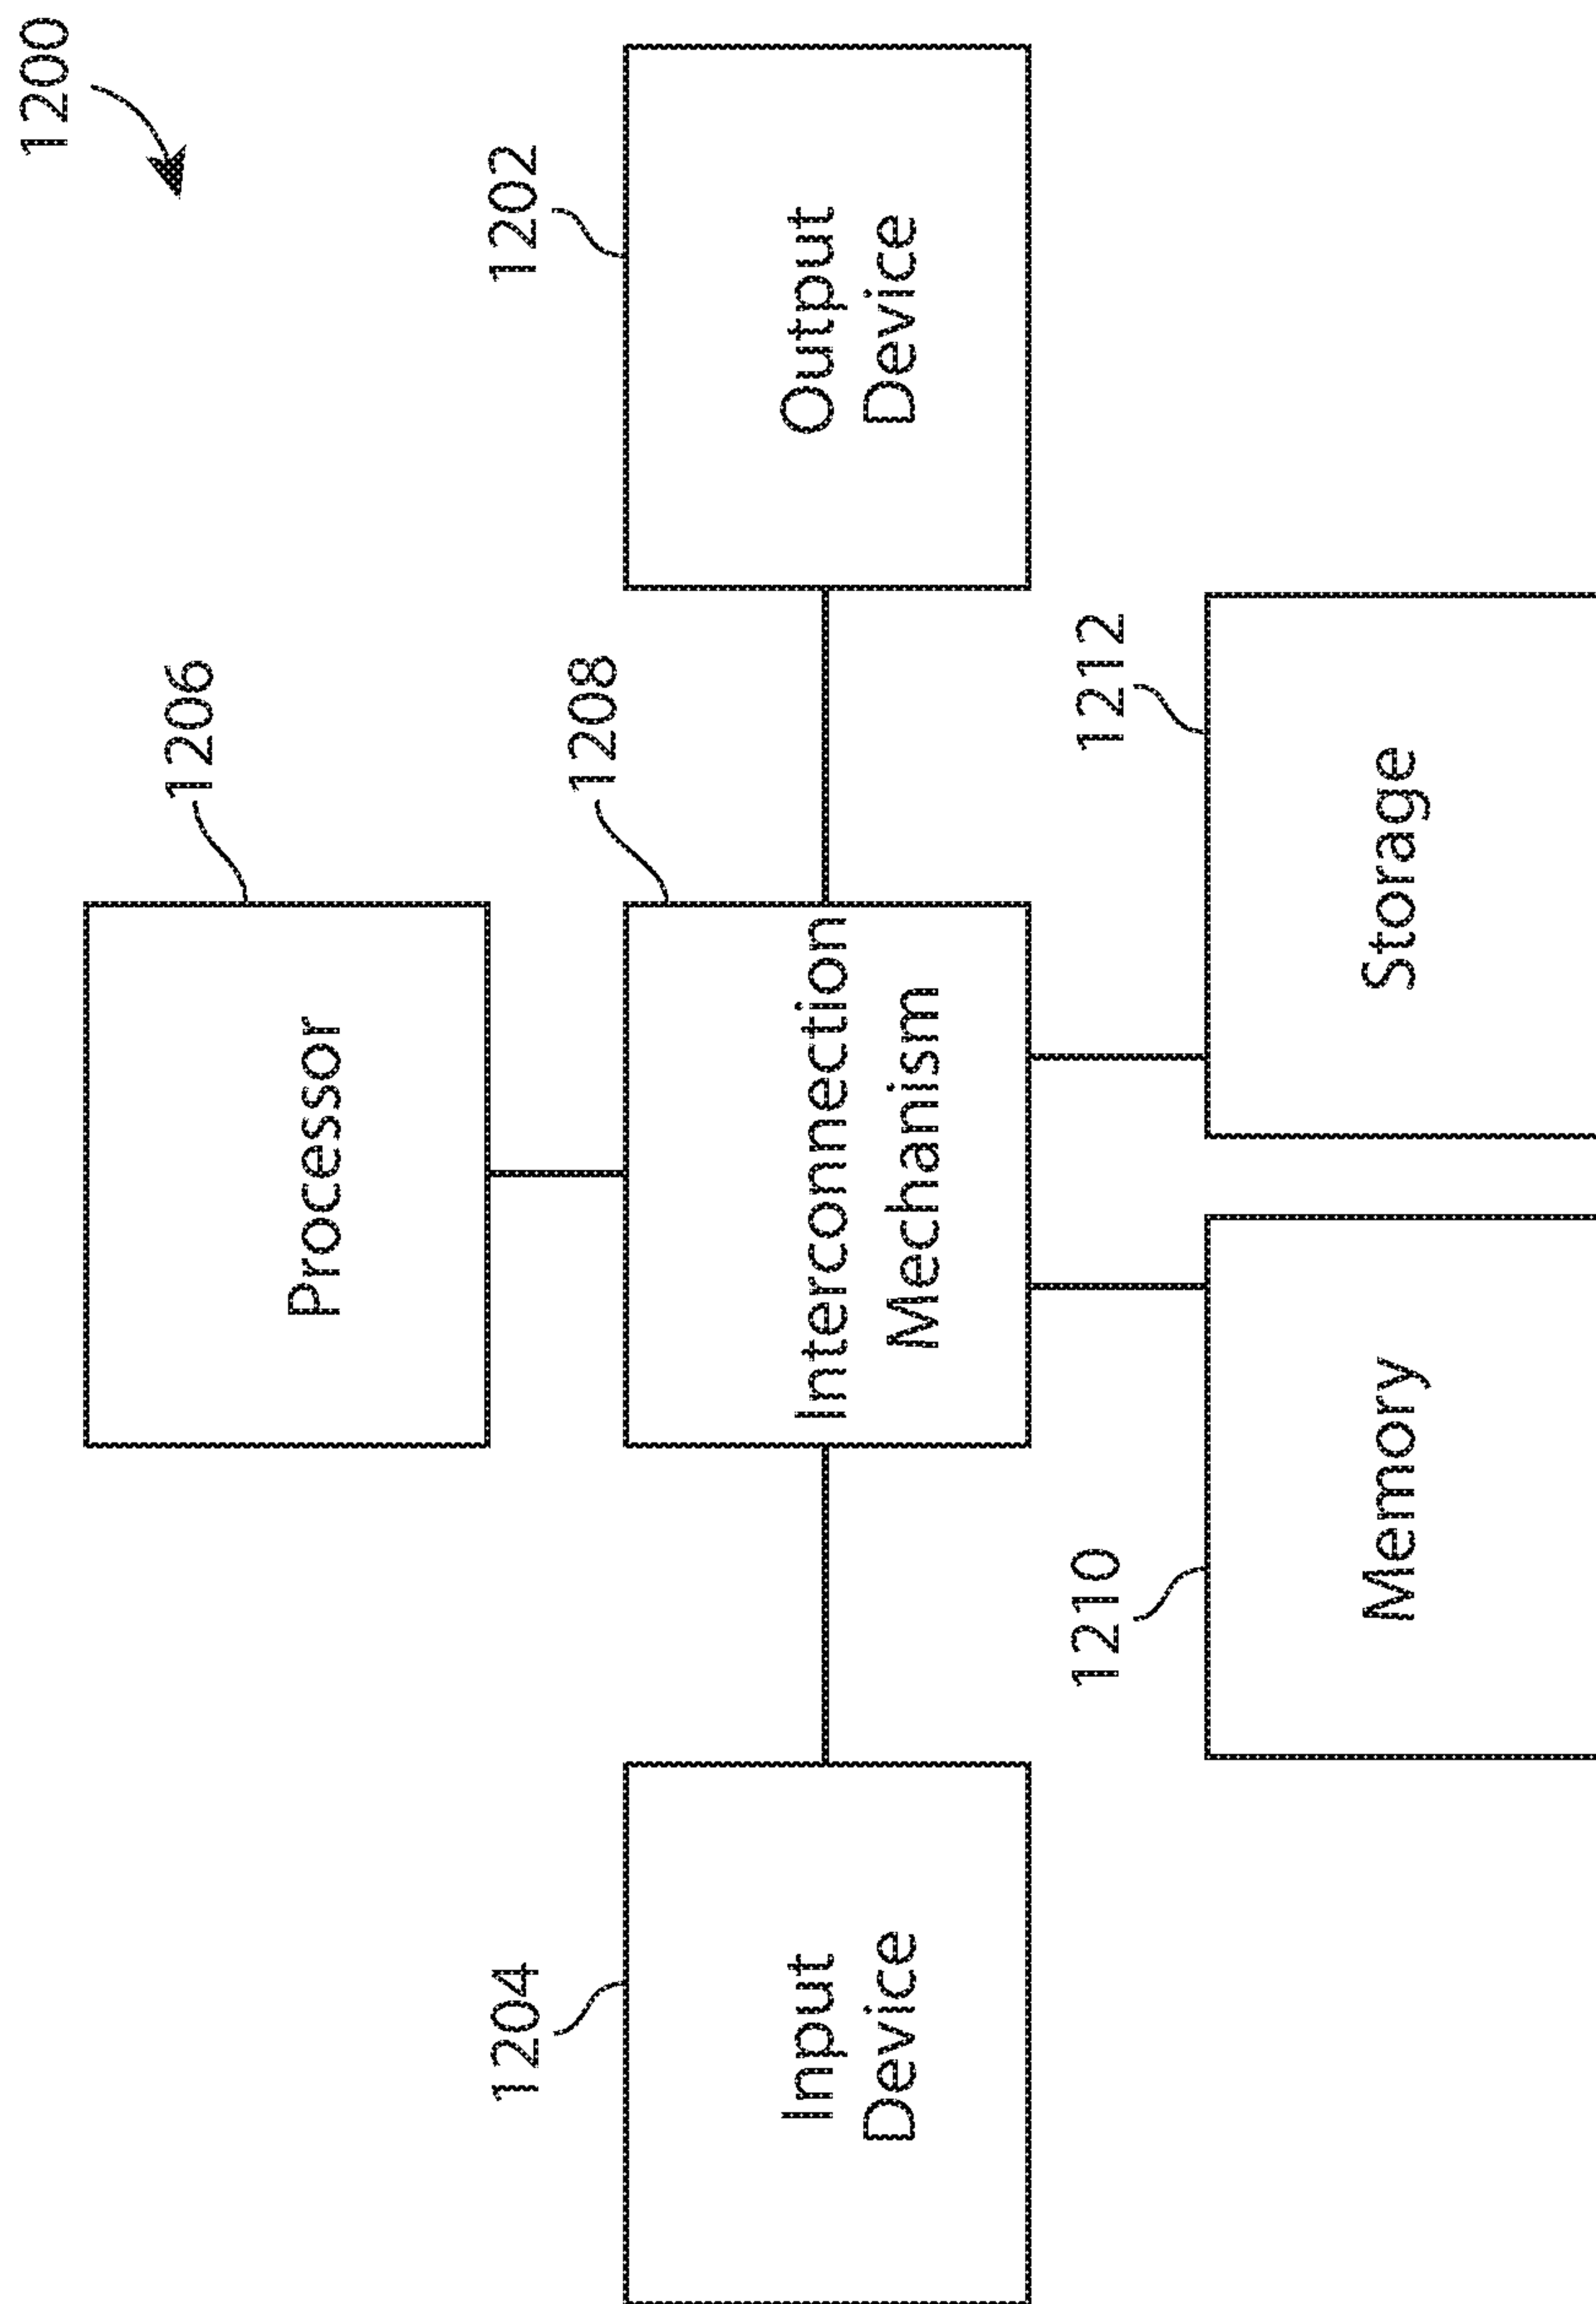 1200
1206
Processor
1204
1208
1202
Input
Device
Interconnection
Mechanism
Output
Device
1210
1212
Memory
Storage